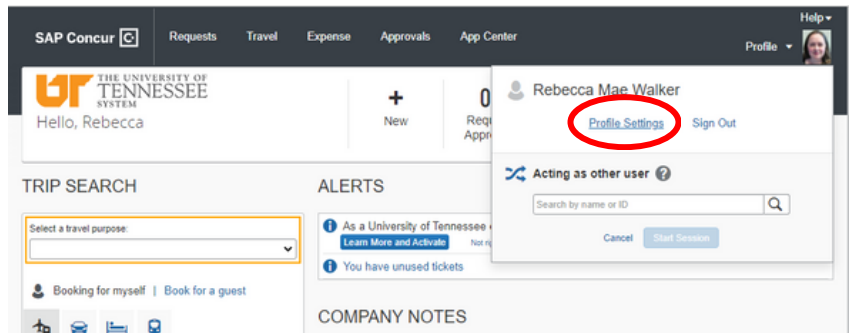 Help
SAP Concur C Requests Travel Expense Approvals App Center
Profile
UT THE UNIVERSITY OF
TENNESSEE
SYSTEM
Hello, Rebecca
+
New
0
Rebecca Mae Walker
Profile Settings Sign Out
Acting as other user ?
Search by name or ID
Cancel Start Session
TRIP SEARCH
Select a travel purpose:
Booking for myself | Book for a guest
ALERTS
As a University of Tennessee
Learn More and Activate Not
You have unused tickets
COMPANY NOTES